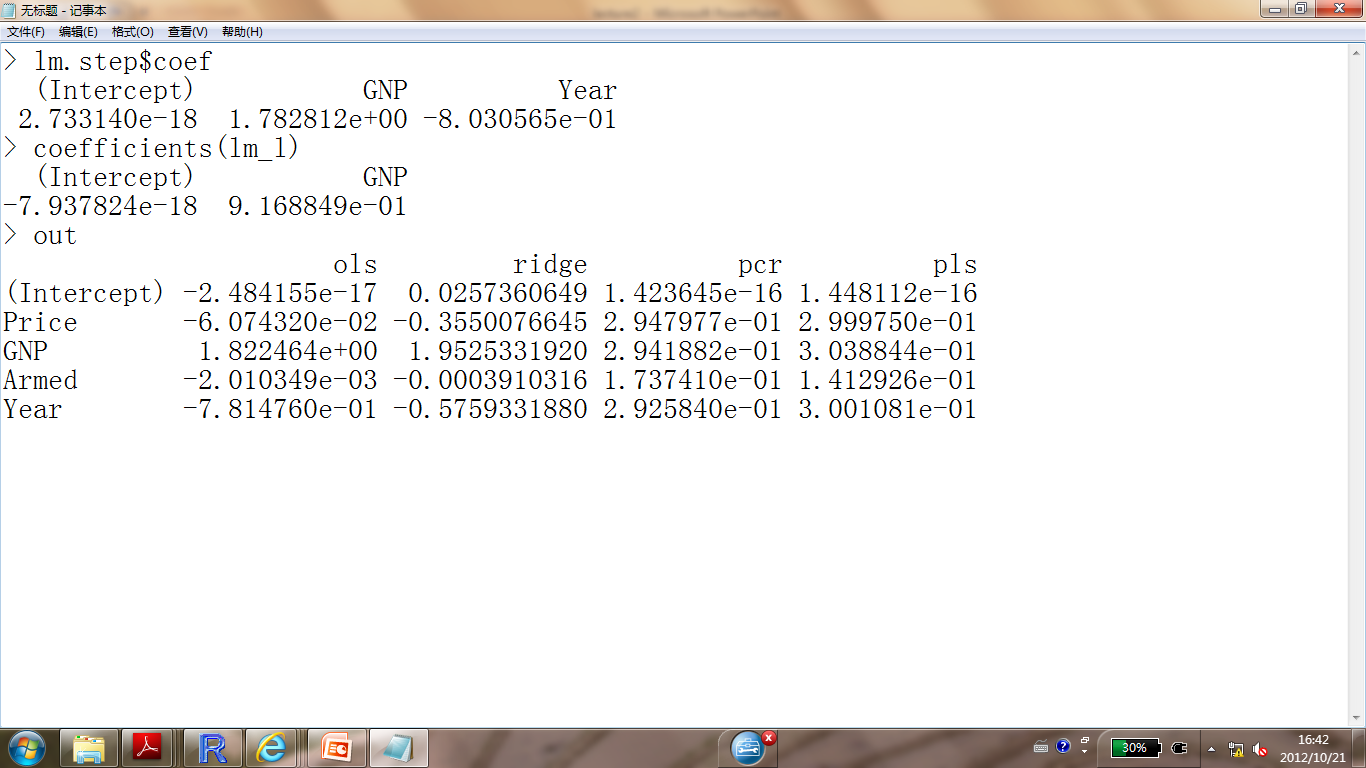 无标题 - 记事本
文件(F) 编辑(E) 格式(O) 查看(V) 帮助(H)
> lm.step$coef
(Intercept) GNP Year
2.733140e-18 1.782812e+00 -8.030565e-01
> coefficients(lm_l)
(Intercept) GNP
-7.937824e-18 9.168849e-01
> out
ols ridge pcr pls
(Intercept) -2.484155e-17 0.0257360649 1.423645e-16 1.448112e-16
Price -6.074320e-02 -0.3550076645 2.947977e-01 2.999750e-01
GNP 1.822464e+00 1.9525331920 2.941882e-01 3.038844e-01
Armed -2.010349e-03 -0.0003910316 1.737410e-01 1.412926e-01
Year -7.814760e-01 -0.5759331880 2.925840e-01 3.001081e-01
30%
16:42
2012/10/21